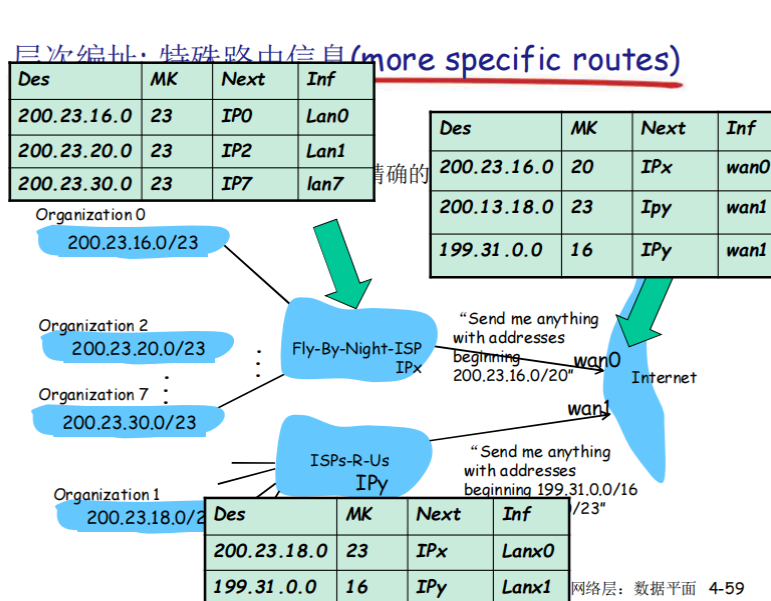 层次编址: 特殊路由信息(more specific routes)
Des MK Next Inf
200.23.16.0 23 IP0 Lan0
200.23.20.0 23 IP2 Lan1
200.23.30.0 23 IP7 lan7
精确的
Des MK Next Inf
200.23.16.0 20 IPx wan0
200.13.18.0 23 Ipy wan1
199.31.0.0 16 IPy wan1
Organization 0
200.23.16.0/23
Organization 2
200.23.20.0/23
Organization 7
200.23.30.0/23
Fly-By-Night-ISP
IPx
“Send me anything
with addresses
beginning
200.23.16.0/20”
wan0
Internet
wan1
ISPs-R-Us
IPy
“Send me anything
with addresses
beginning 199.31.0.0/16
/23”
Organization 1
200.23.18.0/2
Des MK Next Inf
200.23.18.0 23 IPx Lanx0
199.31.0.0 16 IPy Lanx1
网络层: 数据平面 4-59